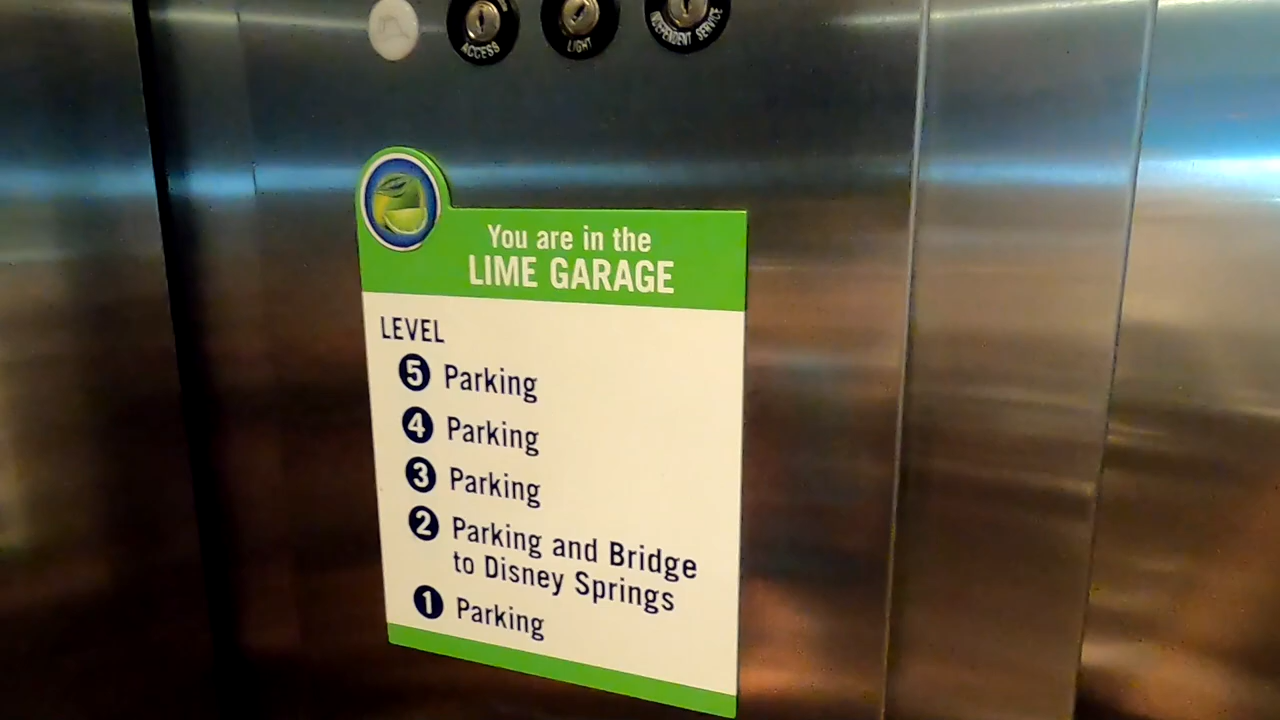 ACCESS
LIGHT
INDEPENDENT SERVICE
You are in the
LIME GARAGE
LEVEL
5 Parking
4 Parking
3 Parking
2 Parking and Bridge
to Disney Springs
1 Parking